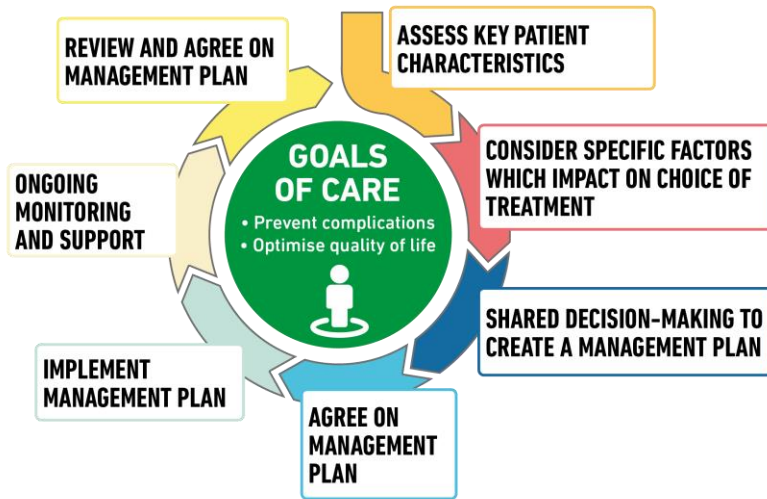 REVIEW AND AGREE ON
MANAGEMENT PLAN
ASSESS KEY PATIENT
CHARACTERISTICS
GOALS
OF CARE
• Prevent complications
• Optimise quality of life
CONSIDER SPECIFIC FACTORS
WHICH IMPACT ON CHOICE OF
TREATMENT
ONGOING
MONITORING
AND SUPPORT
SHARED DECISION-MAKING TO
CREATE A MANAGEMENT PLAN
IMPLEMENT
MANAGEMENT PLAN
AGREE ON
MANAGEMENT
PLAN